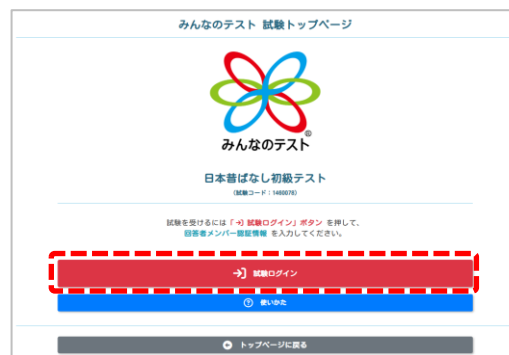 みんなのテスト 試験トップページ
みんなのテスト®
日本昔ばなし初級テスト
(試験コード:1460078)
試験を受けるには「 試験ログイン」ボタン を押して、
回答者メンバー認証情報 を入力してください。
試験ログイン
使いかた
トップページに戻る